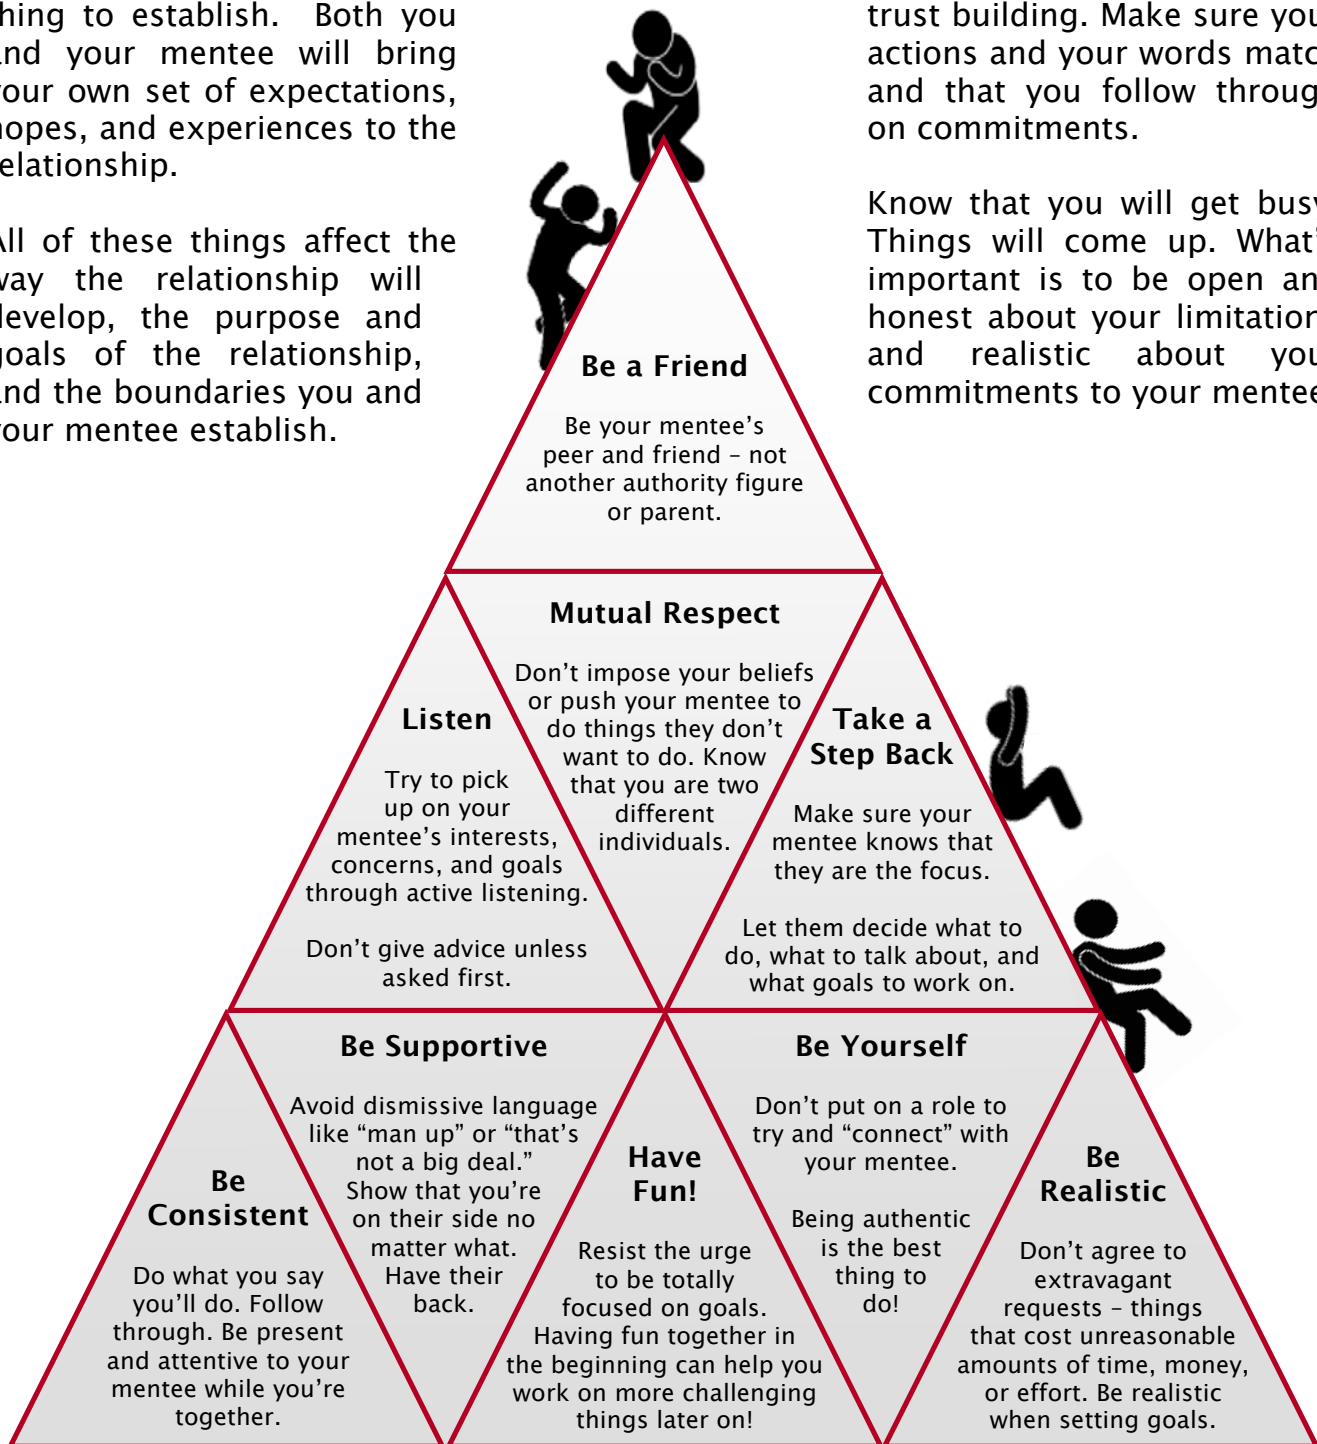 thing to establish. Both you
and your mentee will bring
your own set of expectations,
hopes, and experiences to the
relationship.
All of these things affect the
way the relationship will
develop, the purpose and
goals of the relationship,
and the boundaries you and
your mentee establish.
trust building. Make sure you
actions and your words matc
and that you follow throug
on commitments.
Know that you will get busy
Things will come up. What'
important is to be open an
honest about your limitation
and realistic about you
commitments to your mentee
Be a Friend
Be your mentee's
peer and friend – not
another authority figure
or parent.
Mutual Respect
Don't impose your beliefs
or push your mentee to
do things they don't
want to do. Know
that you are two
different
individuals.
Listen
Try to pick
up on your
mentee's interests,
concerns, and goals
through active listening.
Don't give advice unless
asked first.
Take a
Step Back
Make sure your
mentee knows that
they are the focus.
Let them decide what to
do, what to talk about, and
what goals to work on.
Be
Consistent
Do what you say
you'll do. Follow
through. Be present
and attentive to your
mentee while you're
together.
Be Supportive
Avoid dismissive language
like “man up” or “that's
not a big deal.”
Show that you're
on their side no
matter what.
Have their
back.
Have
Fun!
Resist the urge
to be totally
focused on goals.
Having fun together in
the beginning can help you
work on more challenging
things later on!
Be Yourself
Don't put on a role to
try and “connect” with
your mentee.
Being authentic
is the best
thing to
do!
Be
Realistic
Don't agree to
extravagant
requests – things
that cost unreasonable
amounts of time, money,
or effort. Be realistic
when setting goals.